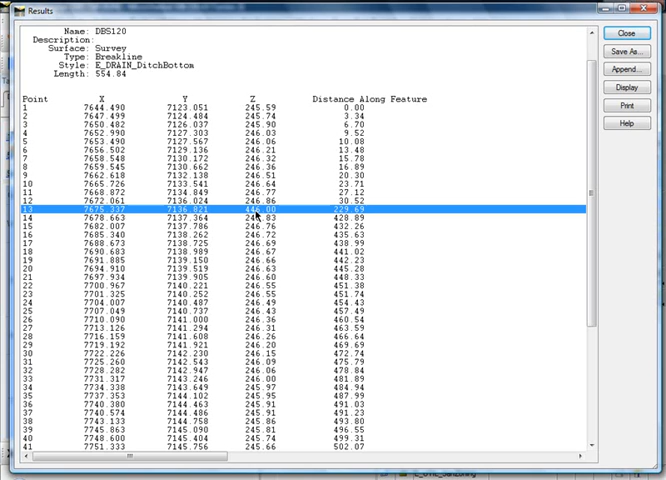 Results
Name: DBS120
Description:
Surface: Survey
Type: Breakline
Style: E_DRAIN_DitchBottom
Length: 554.84
Point X Y Z Distance Along Feature
1 7644.490 7123.051 245.59 0.00
2 7647.499 7124.484 245.74 3.34
3 7650.482 7126.037 245.90 6.70
4 7652.990 7127.303 246.03 9.52
5 7653.490 7127.567 246.06 10.08
6 7656.502 7129.136 246.21 13.48
7 7658.548 7130.172 246.32 15.78
8 7659.545 7130.662 246.36 16.89
9 7662.618 7132.138 246.51 20.30
10 7665.726 7133.541 246.64 23.71
11 7668.872 7134.849 246.77 27.12
12 7672.061 7136.024 246.86 30.52
13 7675.337 7136.821 446.00 229.69
14 7678.663 7137.364 246.83 428.89
15 7682.007 7137.786 246.76 432.26
16 7685.340 7138.262 246.72 435.63
17 7688.673 7138.725 246.69 438.99
18 7690.683 7138.989 246.67 441.02
19 7691.885 7139.150 246.66 442.23
20 7694.910 7139.519 246.63 445.28
21 7697.934 7139.905 246.60 448.33
22 7700.967 7140.221 246.55 451.38
23 7701.325 7140.252 246.55 451.74
24 7704.007 7140.487 246.49 454.43
25 7707.049 7140.737 246.43 457.49
26 7710.090 7141.000 246.36 460.54
27 7713.126 7141.294 246.31 463.59
28 7716.159 7141.608 246.26 466.64
29 7719.192 7141.921 246.20 469.69
30 7722.226 7142.230 246.15 472.74
31 7725.260 7142.543 246.09 475.79
32 7728.282 7142.947 246.06 478.84
33 7731.317 7143.246 246.00 481.89
34 7734.338 7143.649 245.97 484.94
35 7737.353 7144.102 245.95 487.99
36 7740.380 7144.463 245.91 491.03
37 7740.574 7144.486 245.91 491.23
38 7743.133 7144.758 245.86 493.80
39 7745.863 7145.090 245.81 496.55
40 7748.600 7145.404 245.74 499.31
41 7751.333 7145.756 245.66 502.07
Close
Save As...
Append...
Display
Print
Help